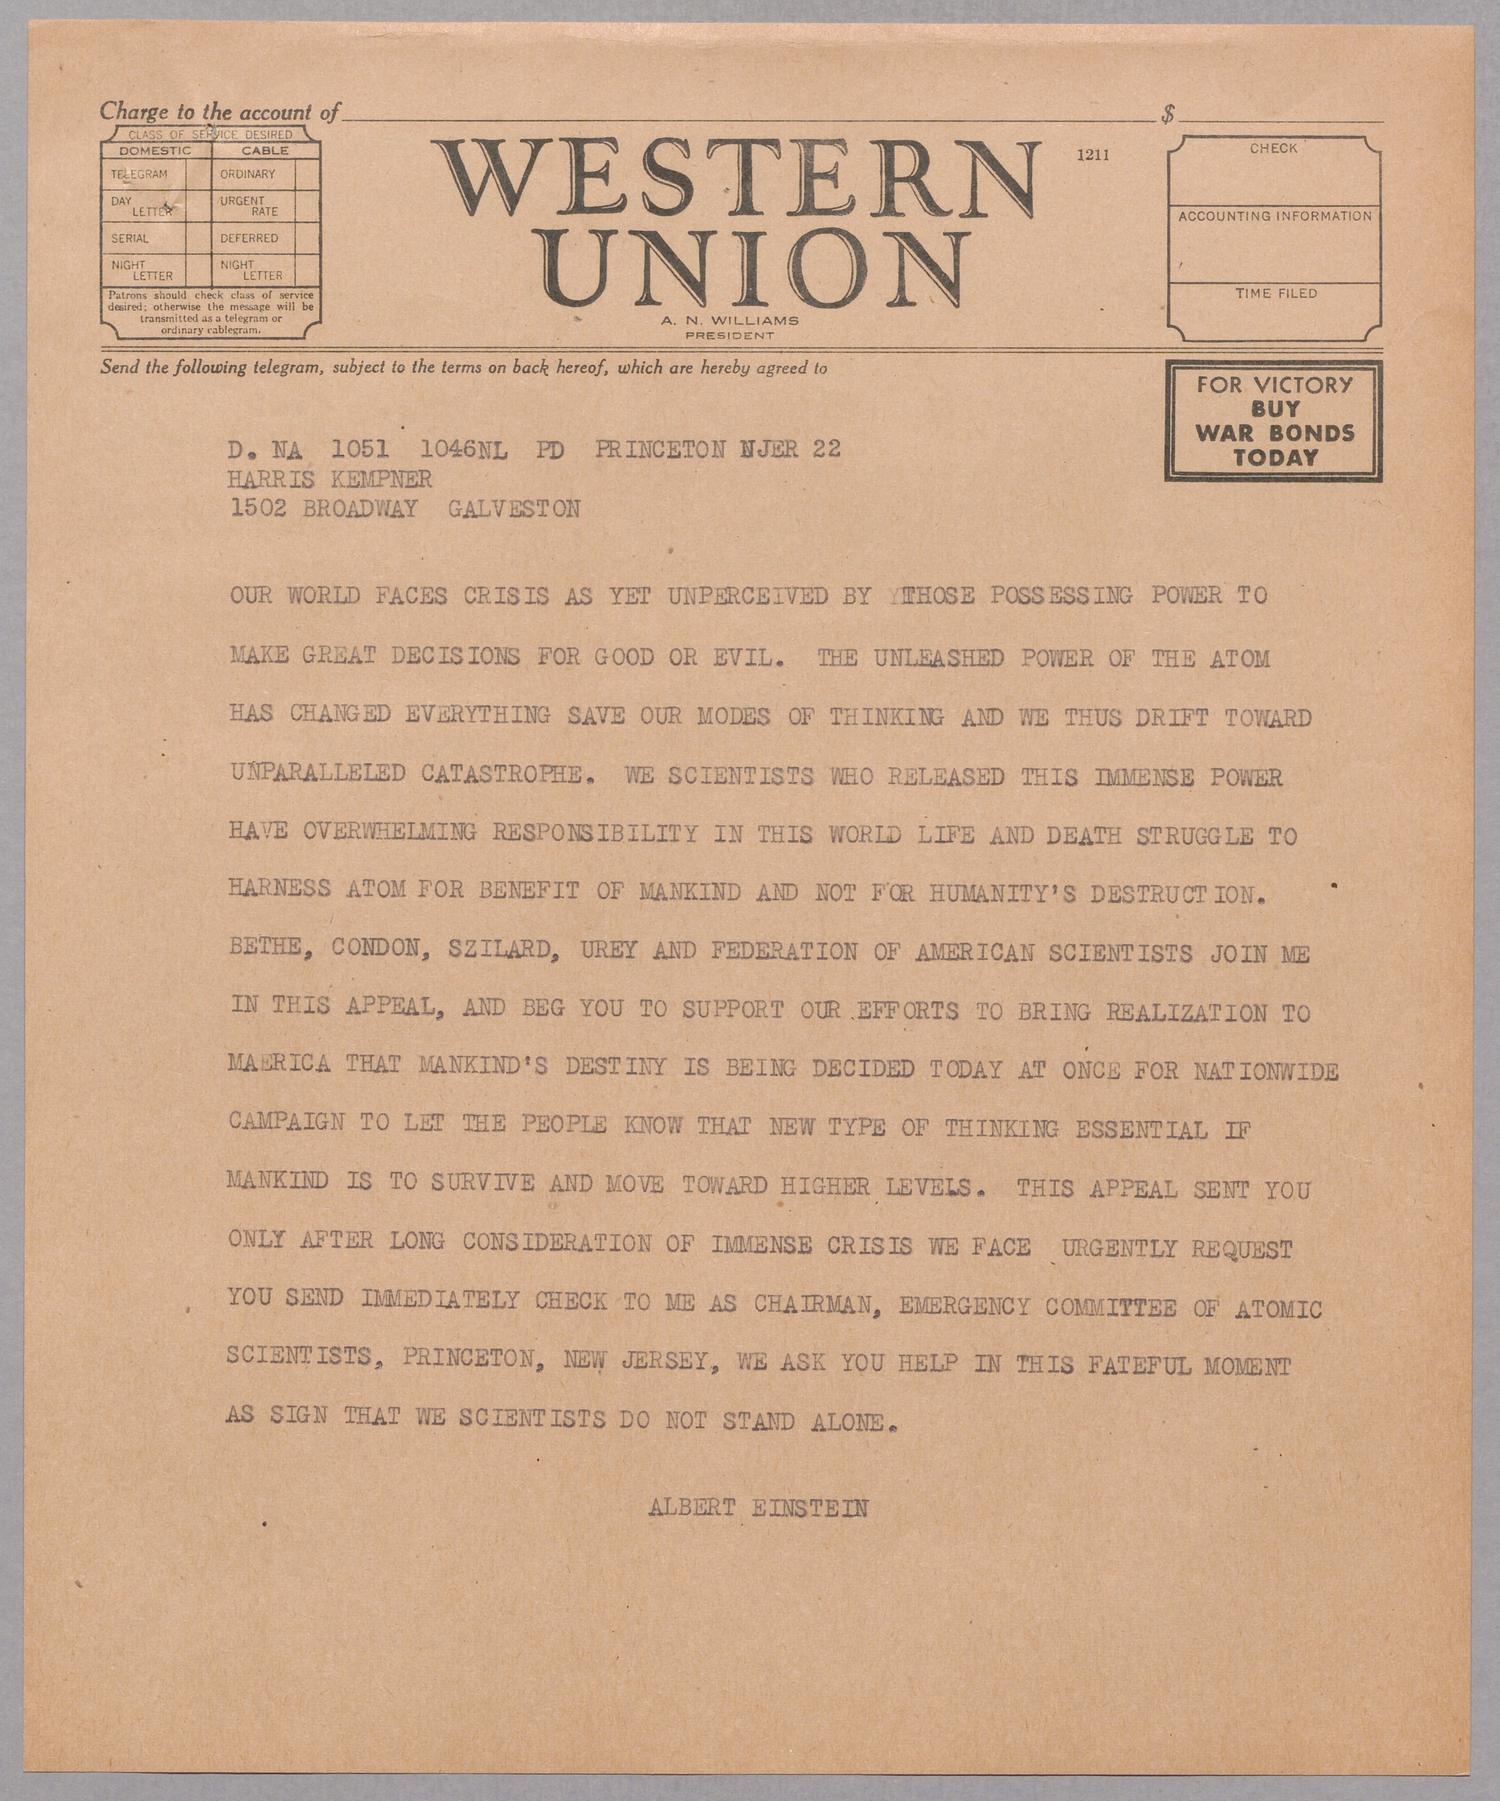 Charge to the account of $
CLASS OF SERVICE DESIRED
DOMESTIC CABLE
TELEGRAM ORDINARY
DAY LETTER URGENT RATE
SERIAL DEFERRED
NIGHT LETTER NIGHT LETTER
Patrons should check class of service
desired; otherwise the message will be
transmitted as a telegram or
ordinary cablegram.
WESTERN
UNION
1211
A. N. WILLIAMS
PRESIDENT
CHECK
ACCOUNTING INFORMATION
TIME FILED
Send the following telegram, subject to the terms on back hereof, which are hereby agreed to
FOR VICTORY
BUY
WAR BONDS
TODAY
D. NA 1051 1046NL PD PRINCETON NJER 22
HARRIS KEMPNER
1502 BROADWAY GALVESTON
OUR WORLD FACES CRISIS AS YET UNPERCEIVED BY THOSE POSSESSING POWER TO
MAKE GREAT DECISIONS FOR GOOD OR EVIL. THE UNLEASHED POWER OF THE ATOM
HAS CHANGED EVERYTHING SAVE OUR MODES OF THINKING AND WE THUS DRIFT TOWARD
UNPARALLELED CATASTROPHE. WE SCIENTISTS WHO RELEASED THIS IMMENSE POWER
HAVE OVERWHELMING RESPONSIBILITY IN THIS WORLD LIFE AND DEATH STRUGGLE TO
HARNESS ATOM FOR BENEFIT OF MANKIND AND NOT FOR HUMANITY'S DESTRUCTION.
BETHE, CONDON, SZILARD, UREY AND FEDERATION OF AMERICAN SCIENTISTS JOIN ME
IN THIS APPEAL, AND BEG YOU TO SUPPORT OUR EFFORTS TO BRING REALIZATION TO
MAERICA THAT MANKIND'S DESTINY IS BEING DECIDED TODAY AT ONCE FOR NATIONWIDE
CAMPAIGN TO LET THE PEOPLE KNOW THAT NEW TYPE OF THINKING ESSENTIAL IF
MANKIND IS TO SURVIVE AND MOVE TOWARD HIGHER LEVELS. THIS APPEAL SENT YOU
ONLY AFTER LONG CONSIDERATION OF IMMENSE CRISIS WE FACE URGENTLY REQUEST
YOU SEND IMMEDIATELY CHECK TO ME AS CHAIRMAN, EMERGENCY COMMITTEE OF ATOMIC
SCIENTISTS, PRINCETON, NEW JERSEY, WE ASK YOU HELP IN THIS FATEFUL MOMENT
AS SIGN THAT WE SCIENTISTS DO NOT STAND ALONE.
ALBERT EINSTEIN